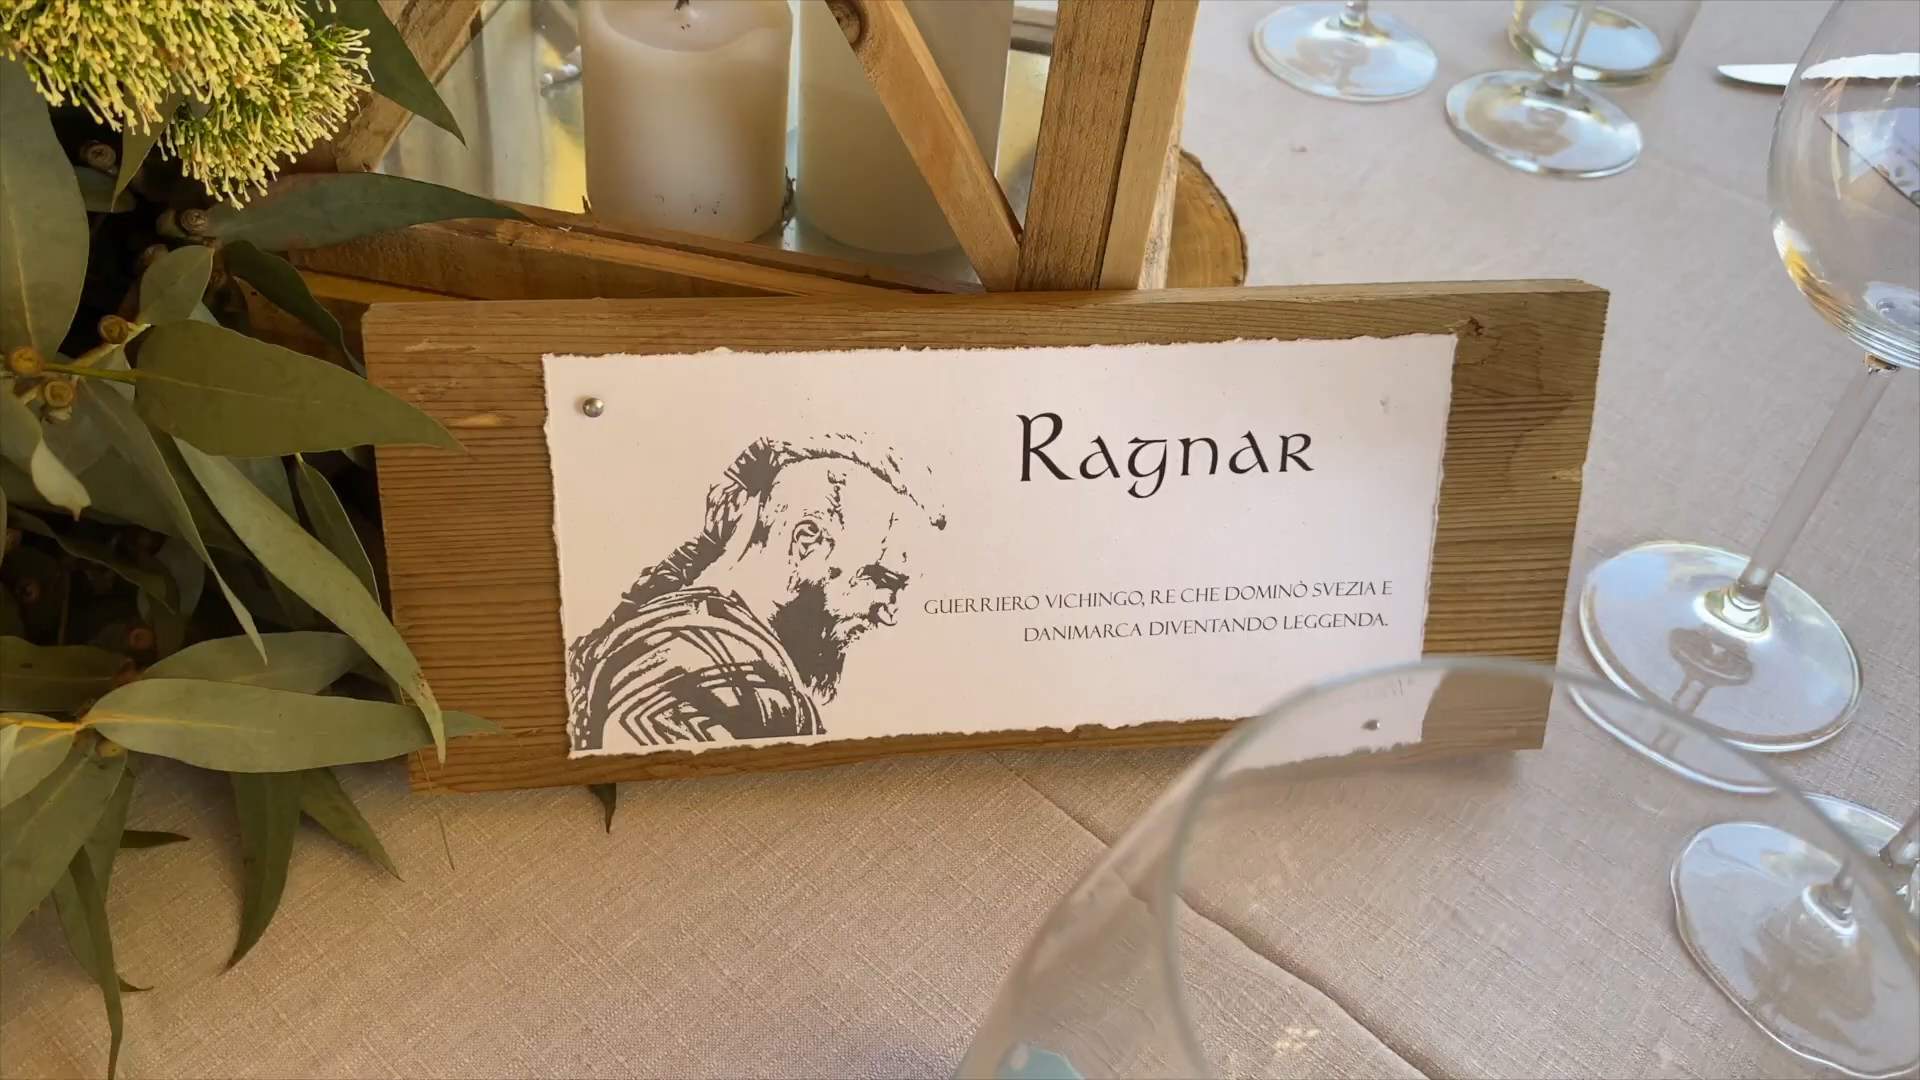 Ragnar
GUERRIERO VICHINGO, RE CHE DOMINÒ SVEZIA E
DANIMARCA DIVENTANDO LEGGENDA.